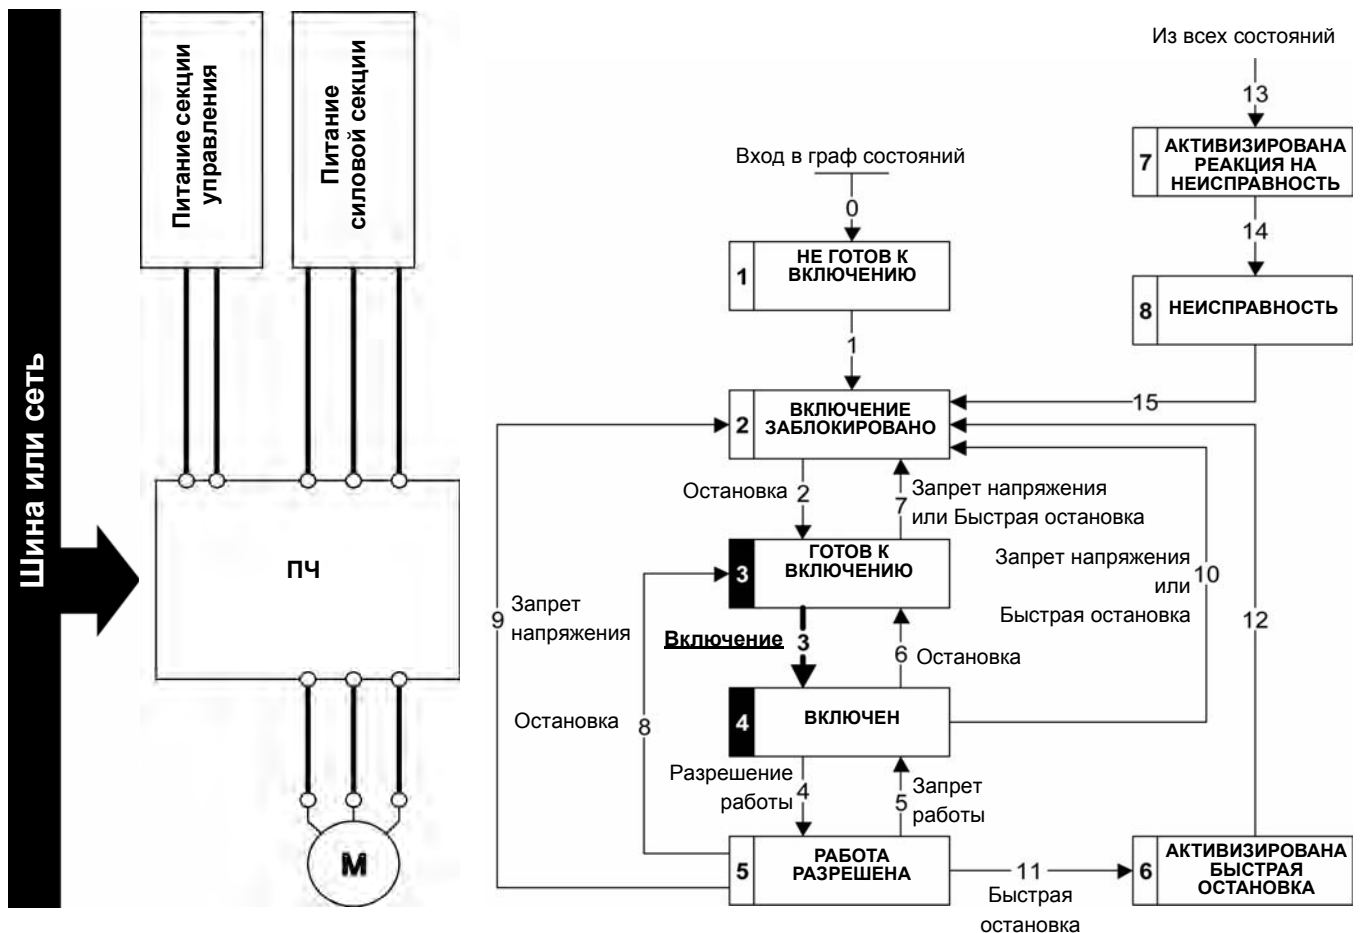 Шина или сеть
Питание секции
управления
Питание
силовой секции
ПЧ
М
Из всех состояний
13
7
АКТИВИЗИРОВАНА
РЕАКЦИЯ НА
НЕИСПРАВНОСТЬ
14
8
НЕИСПРАВНОСТЬ
15
Вход в граф состояний
0
1
НЕ ГОТОВ К
ВКЛЮЧЕНИЮ
1
2
ВКЛЮЧЕНИЕ
ЗАБЛОКИРОВАНО
Остановка
2
7
Запрет напряжения
или Быстрая остановка
3
ГОТОВ К
ВКЛЮЧЕНИЮ
Запрет напряжения
или
Быстрая остановка
10
12
9
Запрет
напряжения
Включение
3
6
Остановка
Остановка
8
4
ВКЛЮЧЕН
Разрешение
работы
4
5
Запрет
работы
5
РАБОТА
РАЗРЕШЕНА
11
Быстрая
остановка
6
АКТИВИЗИРОВАНА
БЫСТРАЯ
ОСТАНОВКА